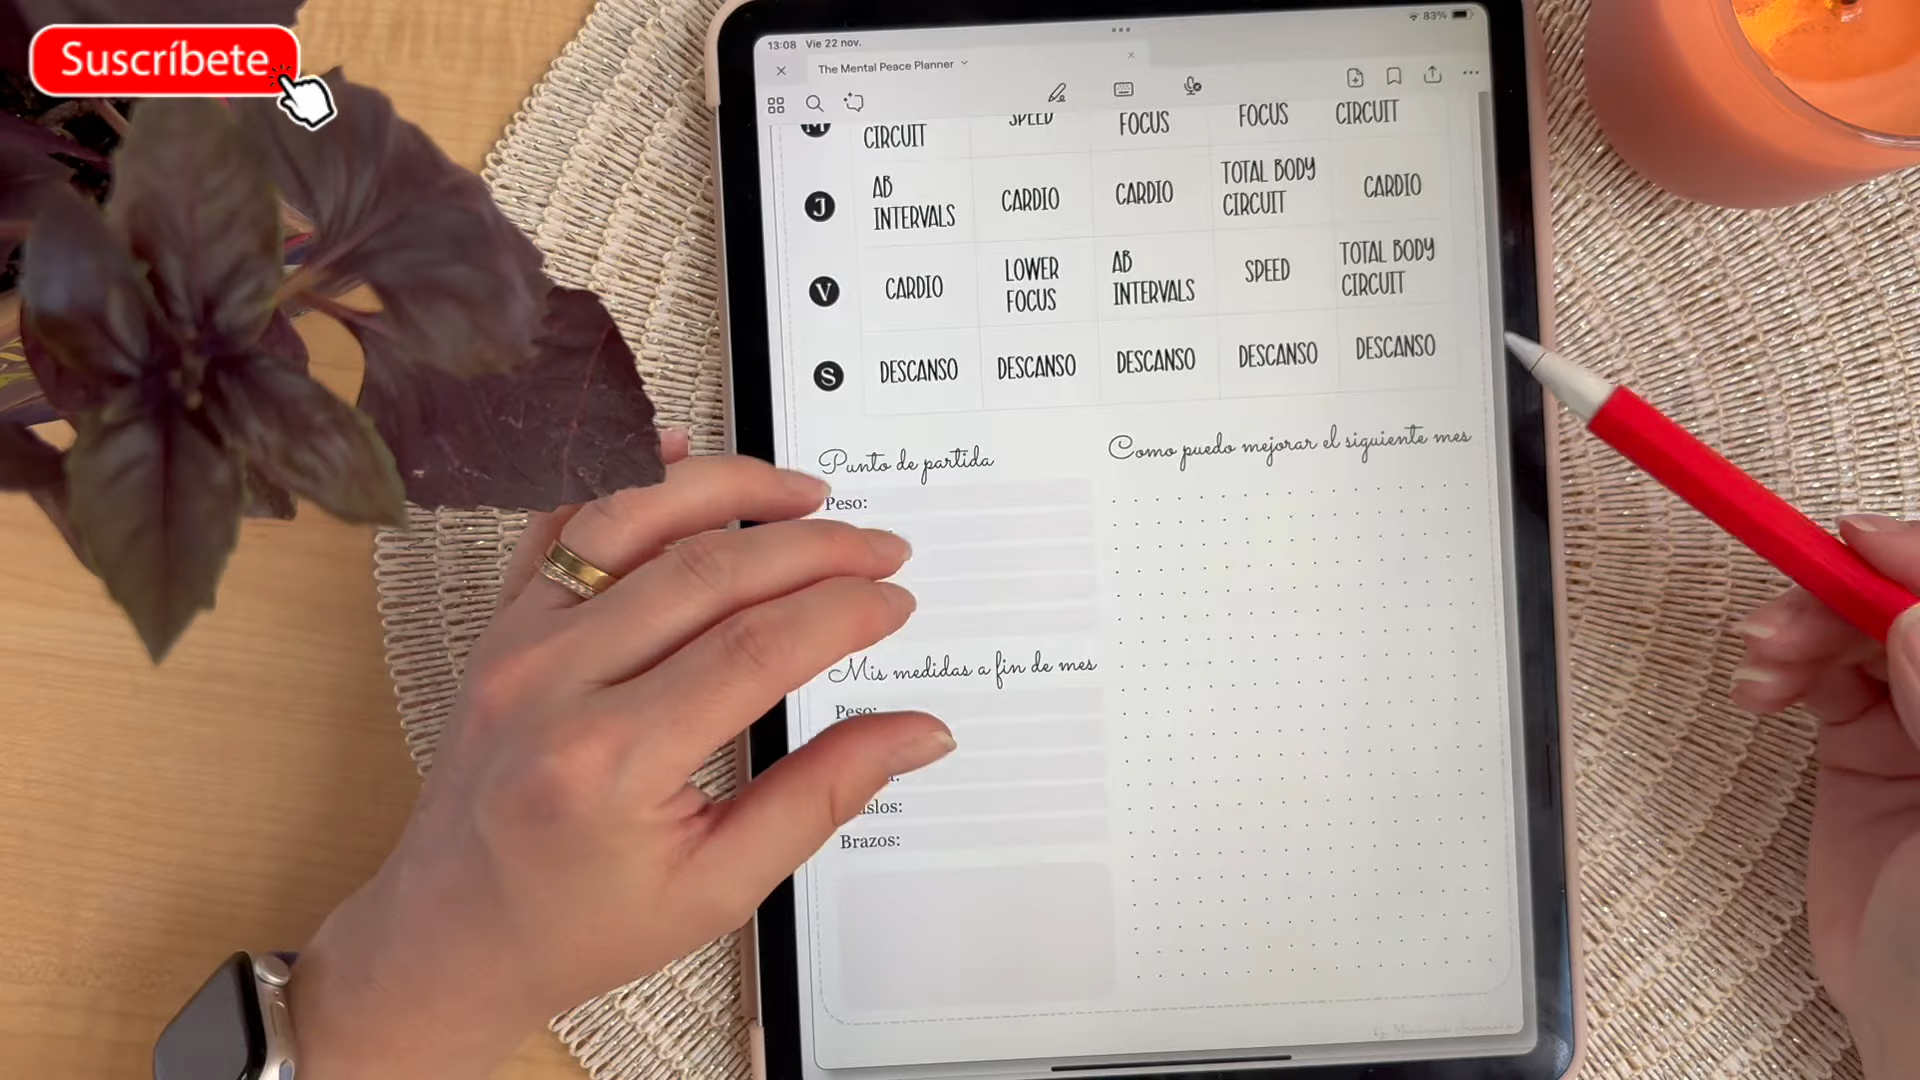 Suscríbete
13:08 Vie 22 nov.
83%
The Mental Peace Planner
CIRCUIT SPEED FOCUS FOCUS CIRCUIT
J AB INTERVALS CARDIO CARDIO TOTAL BODY CIRCUIT CARDIO
V CARDIO LOWER FOCUS AB INTERVALS SPEED TOTAL BODY CIRCUIT
S DESCANSO DESCANSO DESCANSO DESCANSO DESCANSO
Punto de partida
Peso:
Mis medidas a fin de mes
Peso:
Brazos:
Como puedo mejorar el siguiente mes